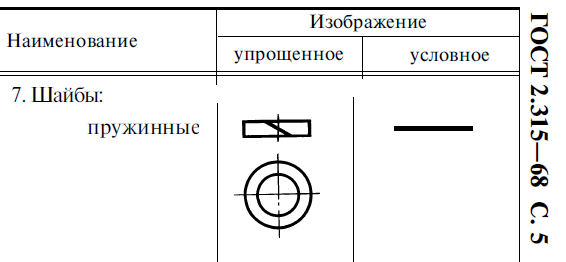 Наименование
Изображение
упрощенное
условное
7. Шайбы:
пружинные
ГОСТ 2.315—68 С. 5